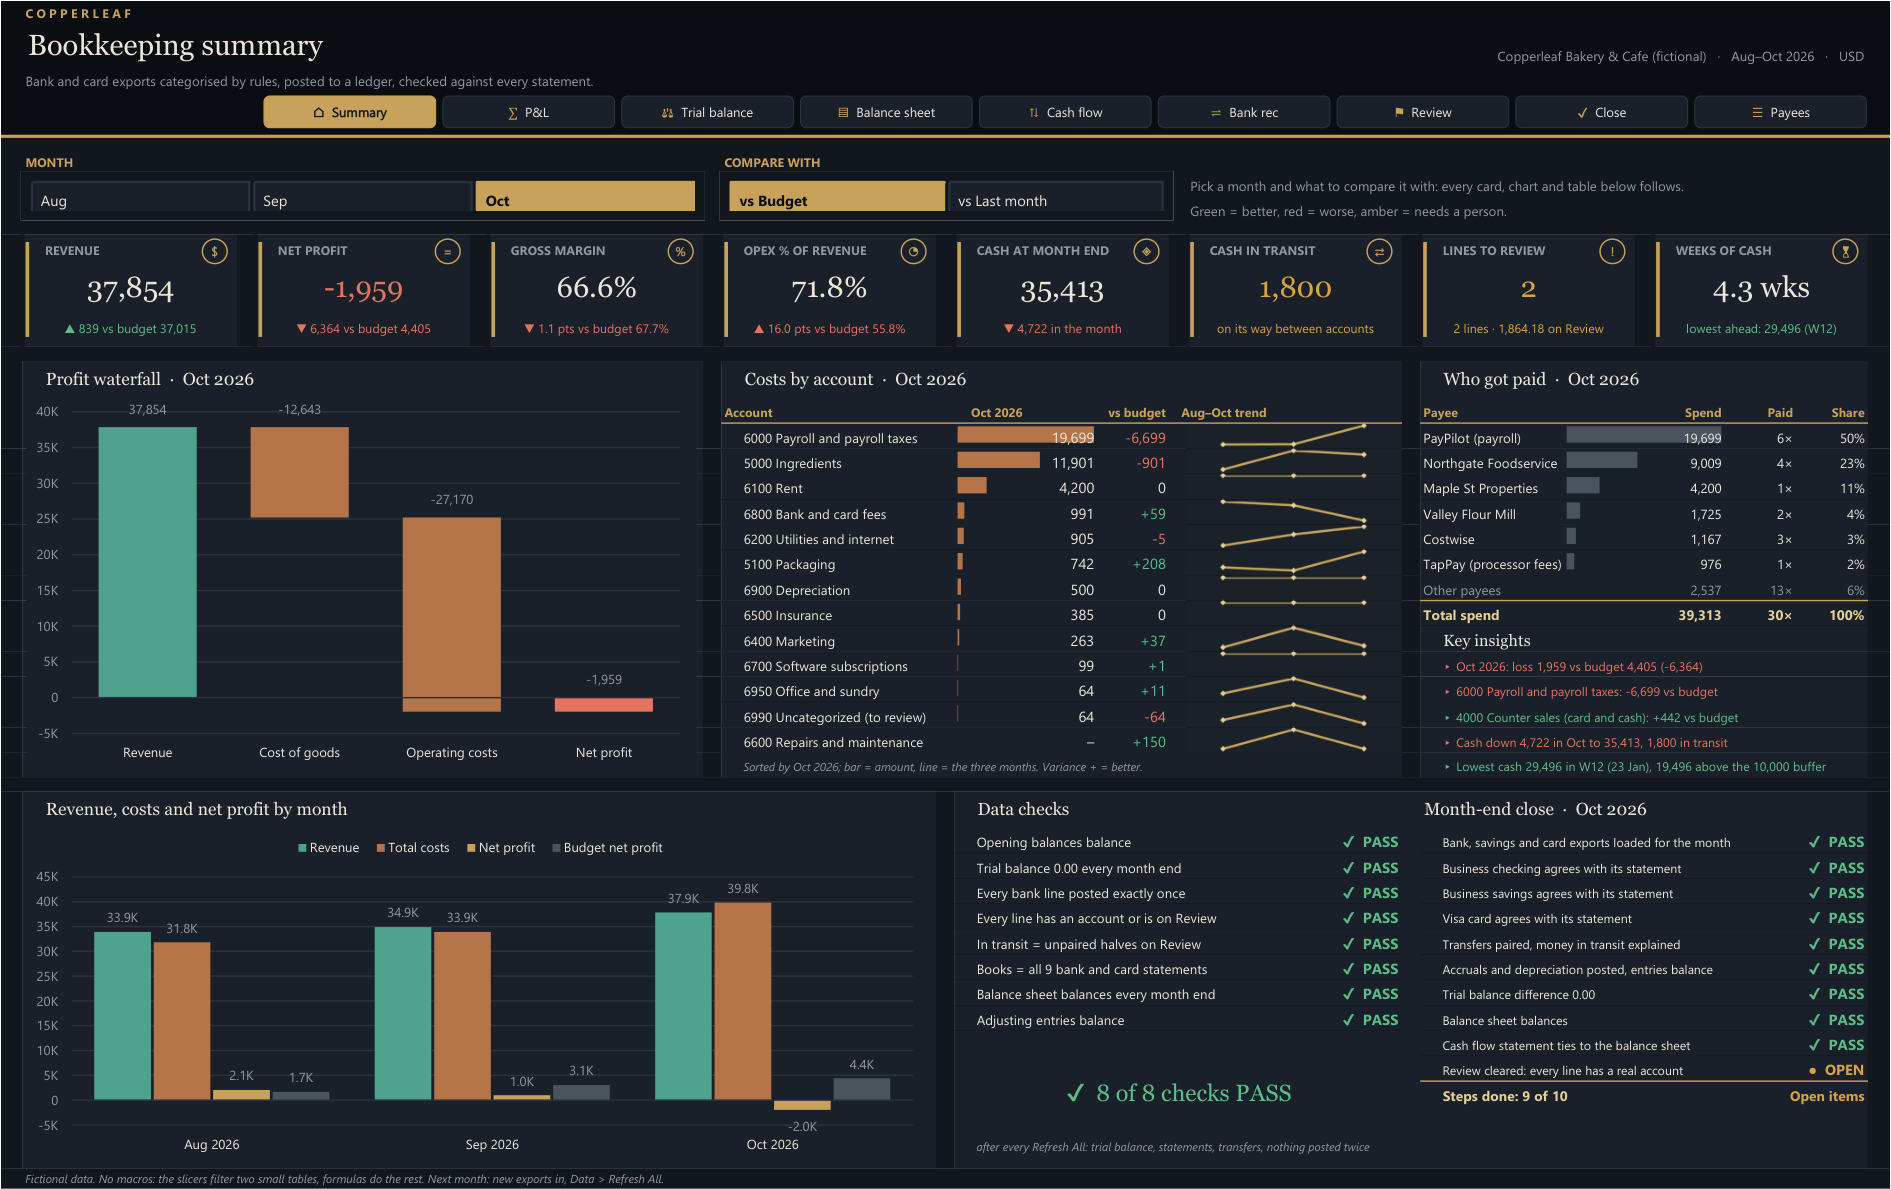 COPPERLEAF
Bookkeeping summary
Copperleaf Bakery & Cafe (fictional) · Aug–Oct 2026 · USD
Bank and card exports categorised by rules, posted to a ledger, checked against every statement.
Summary
P&L
Trial balance
Balance sheet
Cash flow
Bank rec
Review
Close
Payees
MONTH
Aug
Sep
Oct
COMPARE WITH
vs Budget
vs Last month
Pick a month and what to compare it with: every card, chart and table below follows.
Green = better, red = worse, amber = needs a person.
REVENUE $
37,854
▲ 839 vs budget 37,015
NET PROFIT =
-1,959
▼ 6,364 vs budget 4,405
GROSS MARGIN %
66.6%
▼ 1.1 pts vs budget 67.7%
OPEX % OF REVENUE
71.8%
▲ 16.0 pts vs budget 55.8%
CASH AT MONTH END
35,413
▼ 4,722 in the month
CASH IN TRANSIT
1,800
on its way between accounts
LINES TO REVIEW !
2
2 lines · 1,864.18 on Review
WEEKS OF CASH
4.3 wks
lowest ahead: 29,496 (W12)
Profit waterfall · Oct 2026
40K
35K
30K
25K
20K
15K
10K
5K
0
-5K
37,854
-12,643
-27,170
-1,959
Revenue
Cost of goods
Operating costs
Net profit
Costs by account · Oct 2026
Account Oct 2026 vs budget Aug–Oct trend
6000 Payroll and payroll taxes 19,699 -6,699
5000 Ingredients 11,901 -901
6100 Rent 4,200 0
6800 Bank and card fees 991 +59
6200 Utilities and internet 905 -5
5100 Packaging 742 +208
6900 Depreciation 500 0
6500 Insurance 385 0
6400 Marketing 263 +37
6700 Software subscriptions 99 +1
6950 Office and sundry 64 +11
6990 Uncategorized (to review) 64 -64
6600 Repairs and maintenance – +150
Sorted by Oct 2026; bar = amount, line = the three months. Variance + = better.
Who got paid · Oct 2026
Payee Spend Paid Share
PayPilot (payroll) 19,699 6× 50%
Northgate Foodservice 9,009 4× 23%
Maple St Properties 4,200 1× 11%
Valley Flour Mill 1,725 2× 4%
Costwise 1,167 3× 3%
TapPay (processor fees) 976 1× 2%
Other payees 2,537 13× 6%
Total spend 39,313 30× 100%
Key insights
‣ Oct 2026: loss 1,959 vs budget 4,405 (-6,364)
‣ 6000 Payroll and payroll taxes: -6,699 vs budget
‣ 4000 Counter sales (card and cash): +442 vs budget
‣ Cash down 4,722 in Oct to 35,413, 1,800 in transit
‣ Lowest cash 29,496 in W12 (23 Jan), 19,496 above the 10,000 buffer
Revenue, costs and net profit by month
Revenue
Total costs
Net profit
Budget net profit
45K
40K
35K
30K
25K
20K
15K
10K
5K
0
-5K
33.9K
31.8K
2.1K
1.7K
34.9K
33.9K
1.0K
3.1K
37.9K
39.8K
-2.0K
4.4K
Aug 2026
Sep 2026
Oct 2026
Data checks
Opening balances balance ✓ PASS
Trial balance 0.00 every month end ✓ PASS
Every bank line posted exactly once ✓ PASS
Every line has an account or is on Review ✓ PASS
In transit = unpaired halves on Review ✓ PASS
Books = all 9 bank and card statements ✓ PASS
Balance sheet balances every month end ✓ PASS
Adjusting entries balance ✓ PASS
✓ 8 of 8 checks PASS
after every Refresh All: trial balance, statements, transfers, nothing posted twice
Month-end close · Oct 2026
Bank, savings and card exports loaded for the month ✓ PASS
Business checking agrees with its statement ✓ PASS
Business savings agrees with its statement ✓ PASS
Visa card agrees with its statement ✓ PASS
Transfers paired, money in transit explained ✓ PASS
Accruals and depreciation posted, entries balance ✓ PASS
Trial balance difference 0.00 ✓ PASS
Balance sheet balances ✓ PASS
Cash flow statement ties to the balance sheet ✓ PASS
Review cleared: every line has a real account ● OPEN
Steps done: 9 of 10 Open items
Fictional data. No macros: the slicers filter two small tables, formulas do the rest. Next month: new exports in, Data > Refresh All.